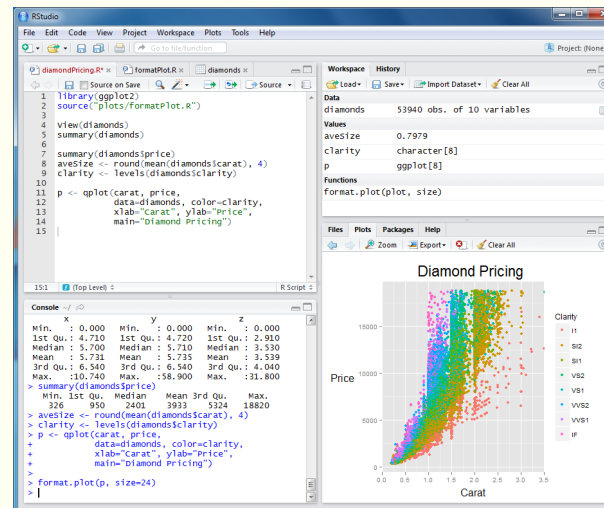 RStudio
File Edit Code View Project Workspace Plots Tools Help
Go to file/function
Project: (None
diamondPricing.R* × formatPlot.R × diamonds ×
Source on Save Run Source
1 library(ggplot2)
2 source("plots/formatPlot.R")
3
4 View(diamonds)
5 summary(diamonds)
6
7 summary(diamonds$price)
8 aveSize <- round(mean(diamonds$carat), 4)
9 clarity <- levels(diamonds$clarity)
10
11 p <- qplot(carat, price,
12 data=diamonds, color=clarity,
13 xlab="Carat", ylab="Price",
14 main="Diamond Pricing")
15
15:1 (Top Level) R Script
Console ~/
x y z
Min. : 0.000 Min. : 0.000 Min. : 0.000
1st Qu.: 4.710 1st Qu.: 4.720 1st Qu.: 2.910
Median : 5.700 Median : 5.710 Median : 3.530
Mean : 5.731 Mean : 5.735 Mean : 3.539
3rd Qu.: 6.540 3rd Qu.: 6.540 3rd Qu.: 4.040
Max. :10.740 Max. :58.900 Max. :31.800
> summary(diamonds$price)
Min. 1st Qu. Median Mean 3rd Qu. Max.
326 950 2401 3933 5324 18820
> aveSize <- round(mean(diamonds$carat), 4)
> clarity <- levels(diamonds$clarity)
> p <- qplot(carat, price,
+ data=diamonds, color=clarity,
+ xlab="Carat", ylab="Price",
+ main="Diamond Pricing")
>
> format.plot(p, size=24)
>
Workspace History
Load Save Import Dataset Clear All
Data
diamonds 53940 obs. of 10 variables
Values
aveSize 0.7979
clarity character[8]
p ggplot[8]
Functions
format.plot(plot, size)
Files Plots Packages Help
Zoom Export Clear All
Diamond Pricing
Price
15000
10000
5000
0
0.0 0.5 1.0 1.5 2.0 2.5 3.0 3.5
Carat
Clarity
I1
SI2
SI1
VS2
VS1
VVS2
VVS1
IF